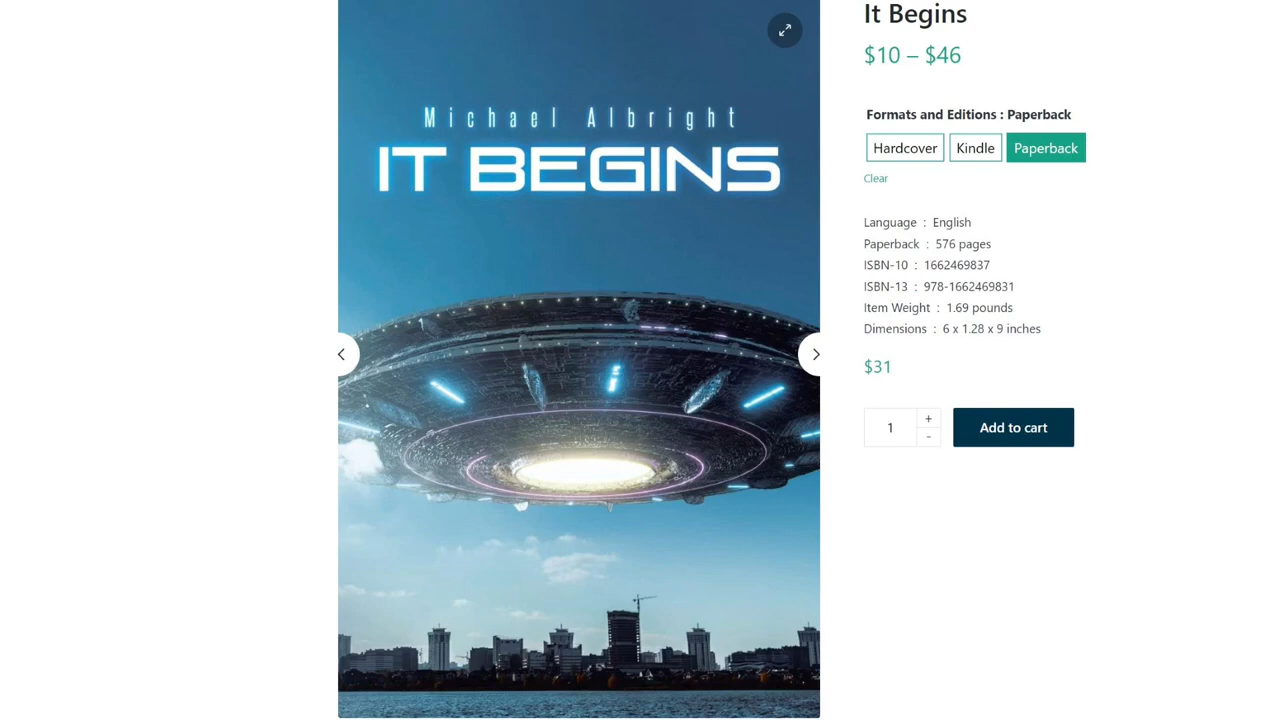 Michael Albright
IT BEGINS
It Begins
$10 – $46
Formats and Editions : Paperback
Hardcover Kindle Paperback
Clear
Language : English
Paperback : 576 pages
ISBN-10 : 1662469837
ISBN-13 : 978-1662469831
Item Weight : 1.69 pounds
Dimensions : 6 x 1.28 x 9 inches
$31
1 + -
Add to cart